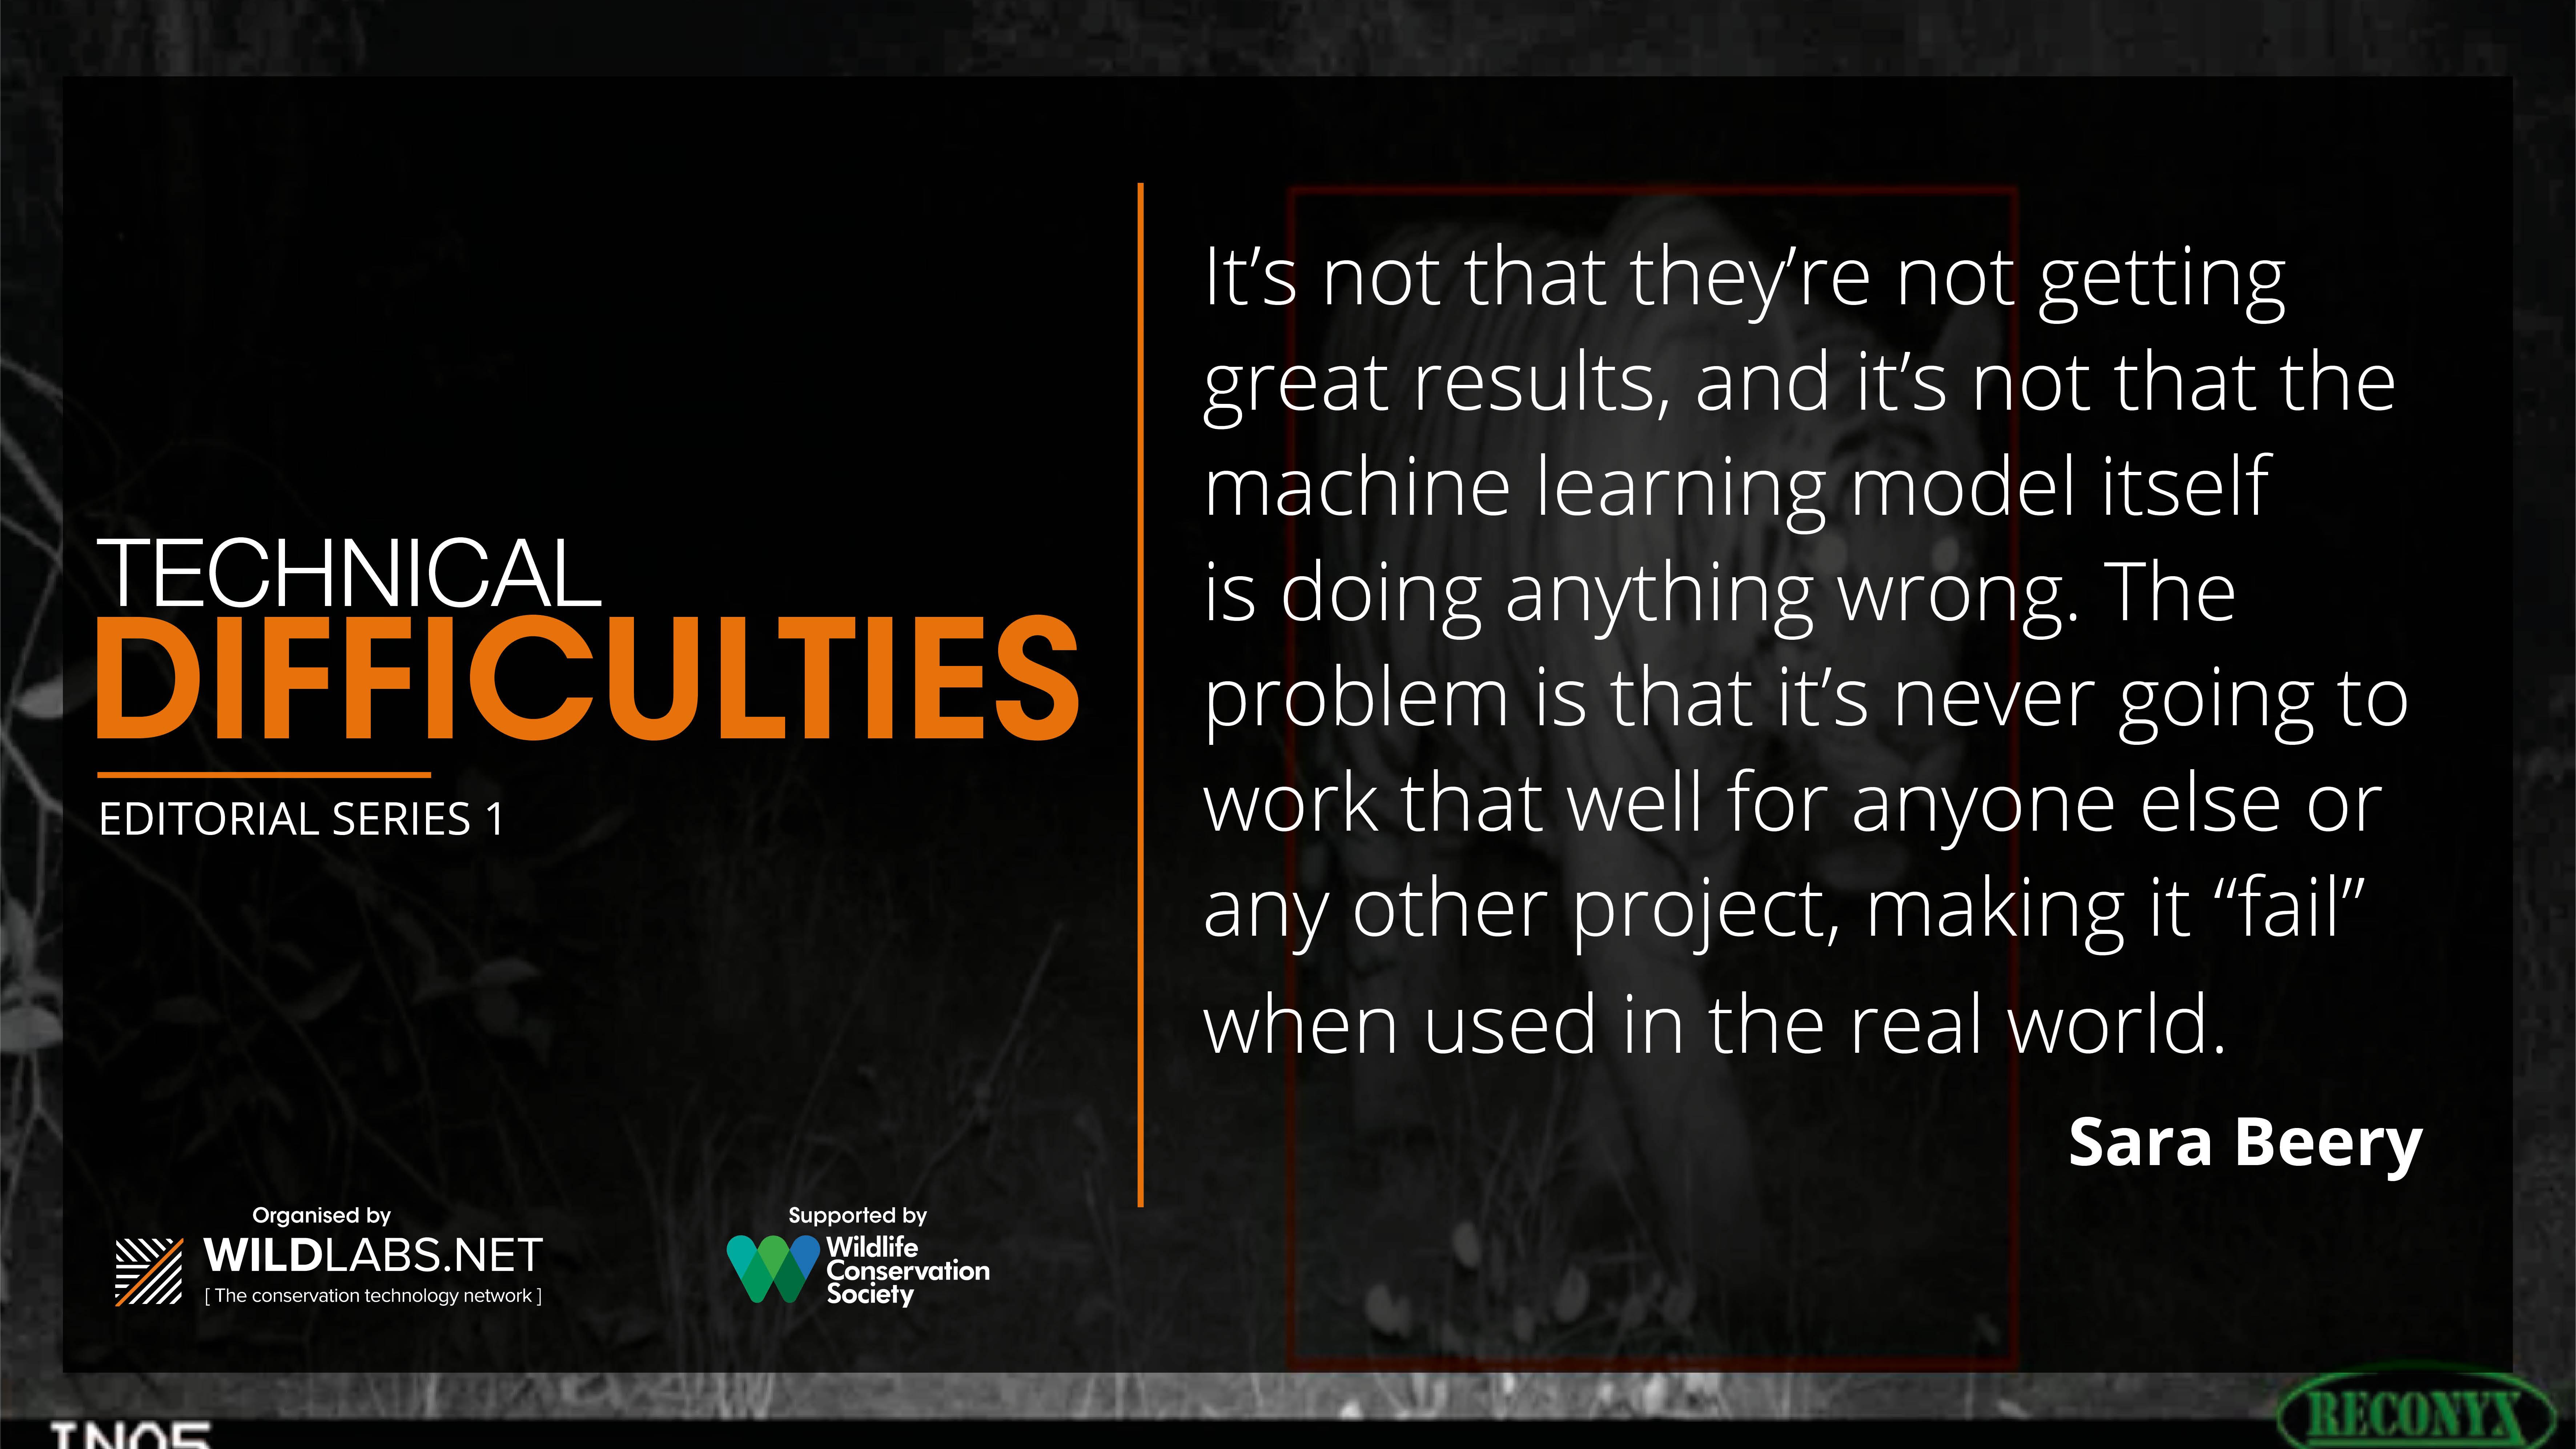 TECHNICAL
DIFFICULTIES
EDITORIAL SERIES 1
Organised by
WILDLABS.NET
[ The conservation technology network ]
Supported by
Wildlife
Conservation
Society
It’s not that they’re not getting
great results, and it’s not that the
machine learning model itself
is doing anything wrong. The
problem is that it’s never going to
work that well for anyone else or
any other project, making it “fail”
when used in the real world.
Sara Beery
IN05
RECONYX